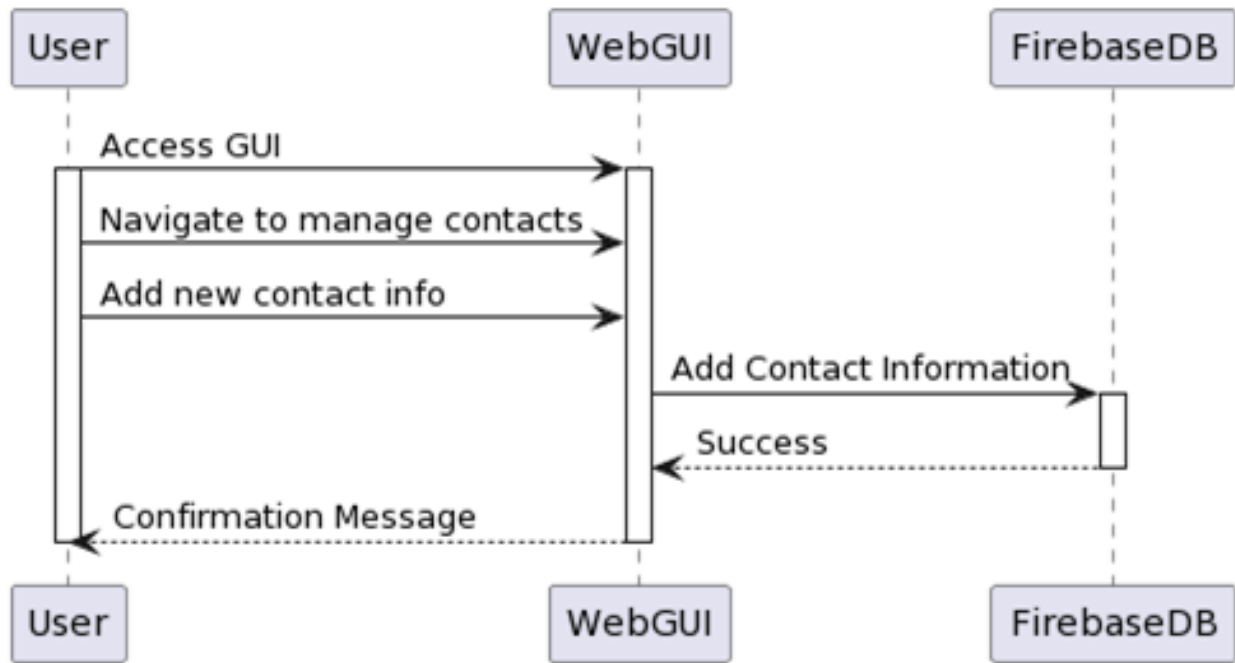 User
WebGUI
FirebaseDB
Access GUI
Navigate to manage contacts
Add new contact info
Add Contact Information
Success
Confirmation Message
User
WebGUI
FirebaseDB